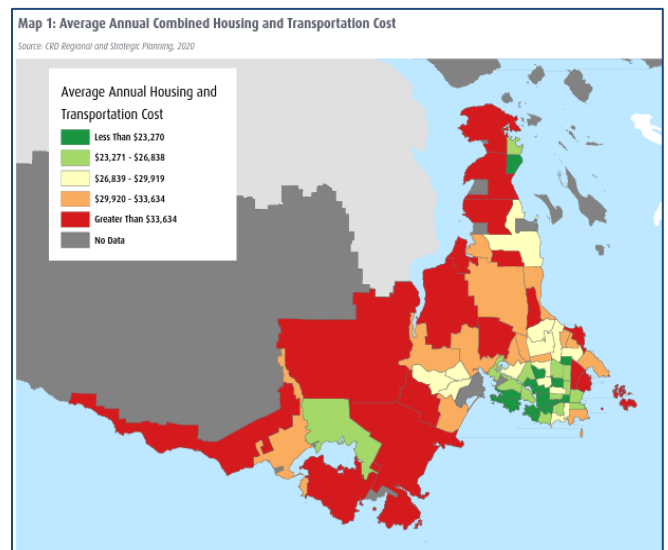 Map 1: Average Annual Combined Housing and Transportation Cost
Source: CRD Regional and Strategic Planning, 2020
Average Annual Housing and
Transportation Cost
Less Than $23,270
$23,271 - $26,838
$26,839 - $29,919
$29,920 - $33,634
Greater Than $33,634
No Data